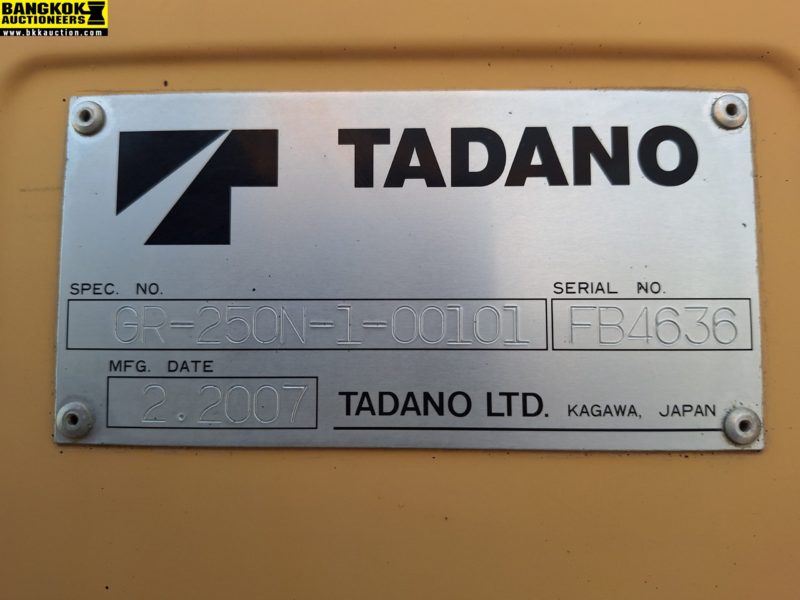 BANGKOK
AUCTIONEERS
www.bkkauction.com
TADANO
SPEC. NO.
SERIAL NO.
GR-250N-1-00101
FB4636
MFG. DATE
2.2007
TADANO LTD. KAGAWA, JAPAN